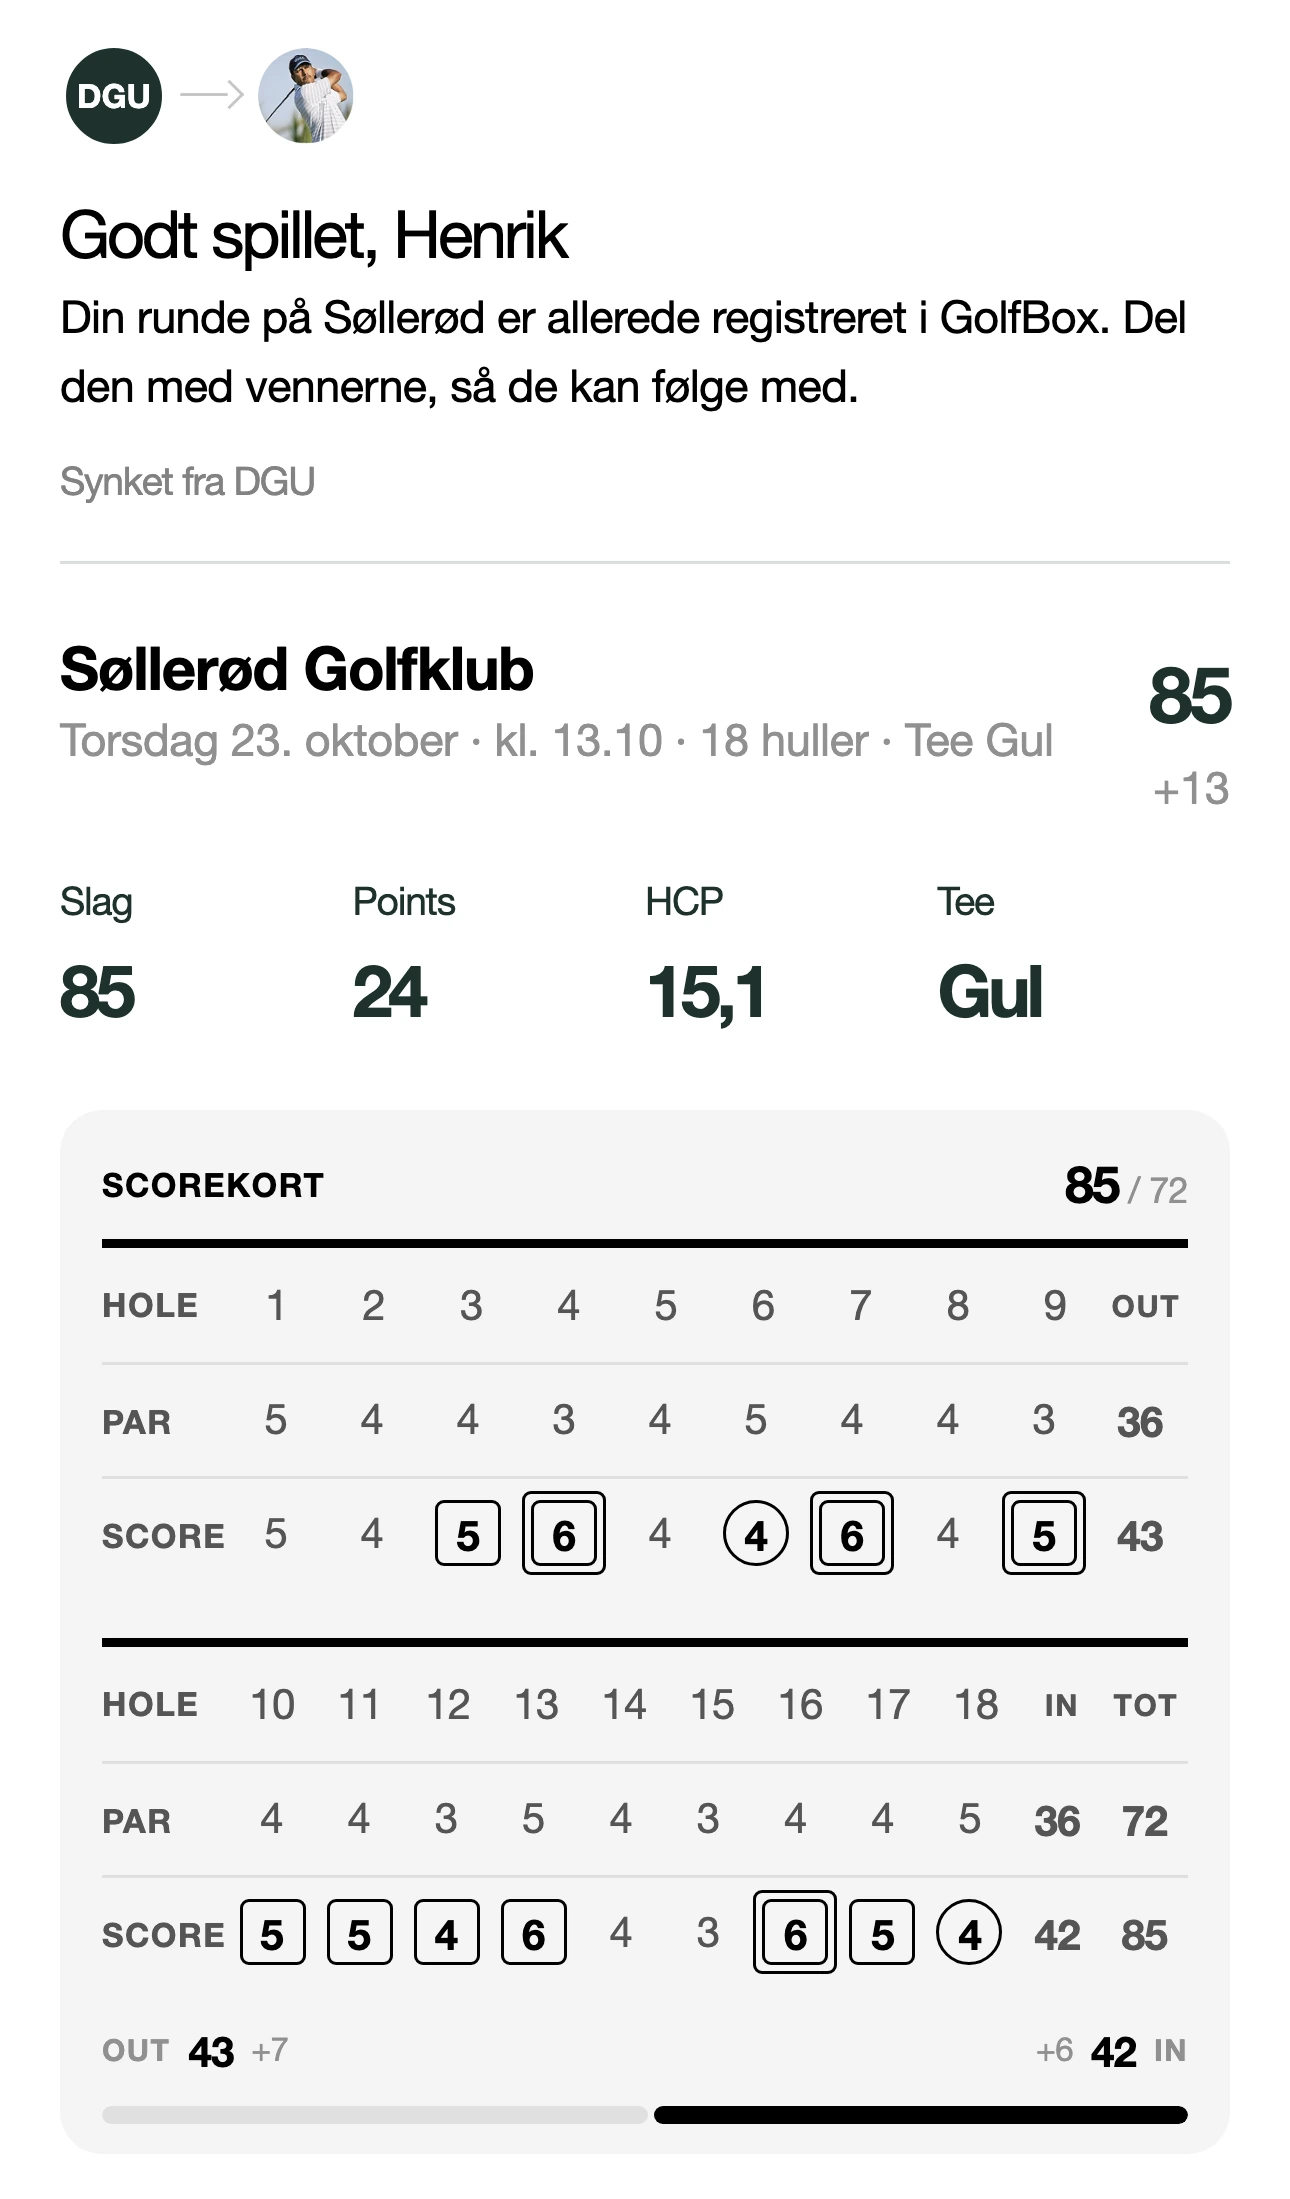 DGU
Godt spillet, Henrik
Din runde på Søllerød er allerede registreret i GolfBox. Del
den med vennerne, så de kan følge med.
Synket fra DGU
Søllerød Golfklub
85
Torsdag 23. oktober · kl. 13.10 · 18 huller · Tee Gul
+13
Slag Points HCP Tee
85 24 15,1 Gul
SCOREKORT 85 / 72
HOLE 1 2 3 4 5 6 7 8 9 OUT
PAR 5 4 4 3 4 5 4 4 3 36
SCORE 5 4 5 6 4 4 6 4 5 43
HOLE 10 11 12 13 14 15 16 17 18 IN TOT
PAR 4 4 3 5 4 3 4 4 5 36 72
SCORE 5 5 4 6 4 3 6 5 4 42 85
OUT 43 +7 +6 42 IN